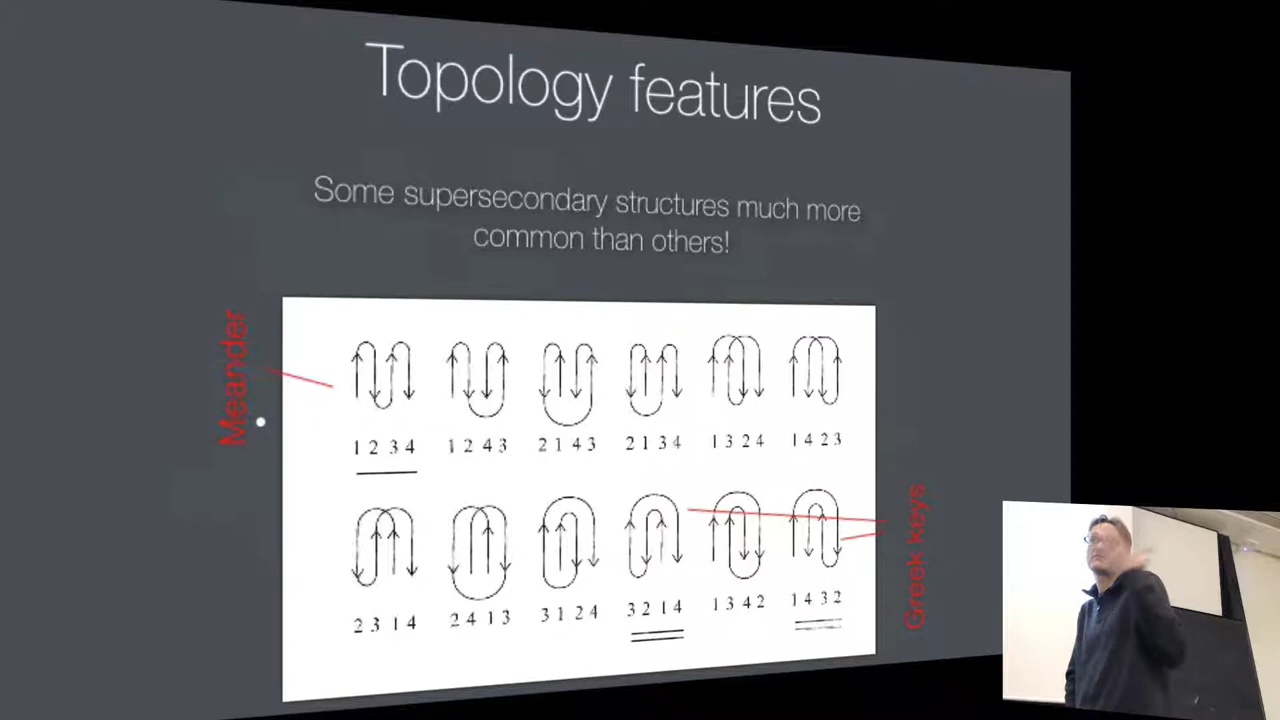 Topology features
Some supersecondary structures much more
common than others!
Meander
1 2 3 4
1 2 4 3
2 1 4 3
2 1 3 4
1 3 2 4
1 4 2 3
Greek keys
2 3 1 4
2 4 1 3
3 1 2 4
3 2 1 4
1 3 4 2
1 4 3 2